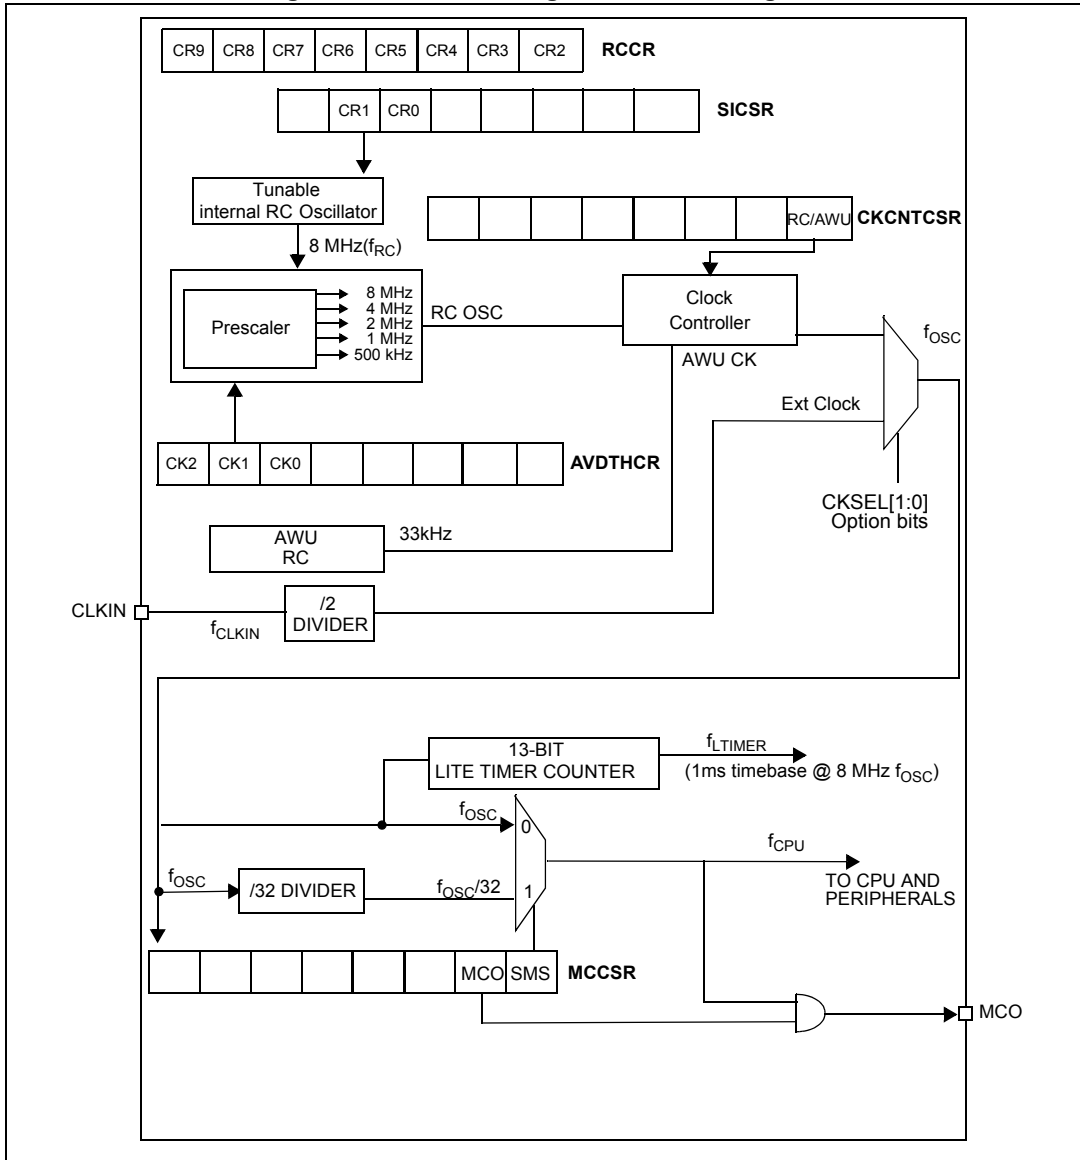 CR9 CR8 CR7 CR6 CR5 CR4 CR3 CR2 RCCR
CR1 CR0 SICSR
Tunable
internal RC Oscillator
RC/AWU CKCNTCSR
8 MHz(fRC)
8 MHz
4 MHz
2 MHz
1 MHz
500 kHz
Prescaler
RC OSC
Clock
Controller
fOSC
AWU CK
Ext Clock
CK2 CK1 CK0 AVDTHCR
CKSEL[1:0]
Option bits
AWU
RC
33kHz
CLKIN
fCLKIN
/2
DIVIDER
13-BIT
LITE TIMER COUNTER
fLTIMER
(1ms timebase @ 8 MHz fOSC)
fOSC
0
fCPU
TO CPU AND
PERIPHERALS
fOSC
/32 DIVIDER
fOSC/32
1
MCO SMS MCCSR
MCO